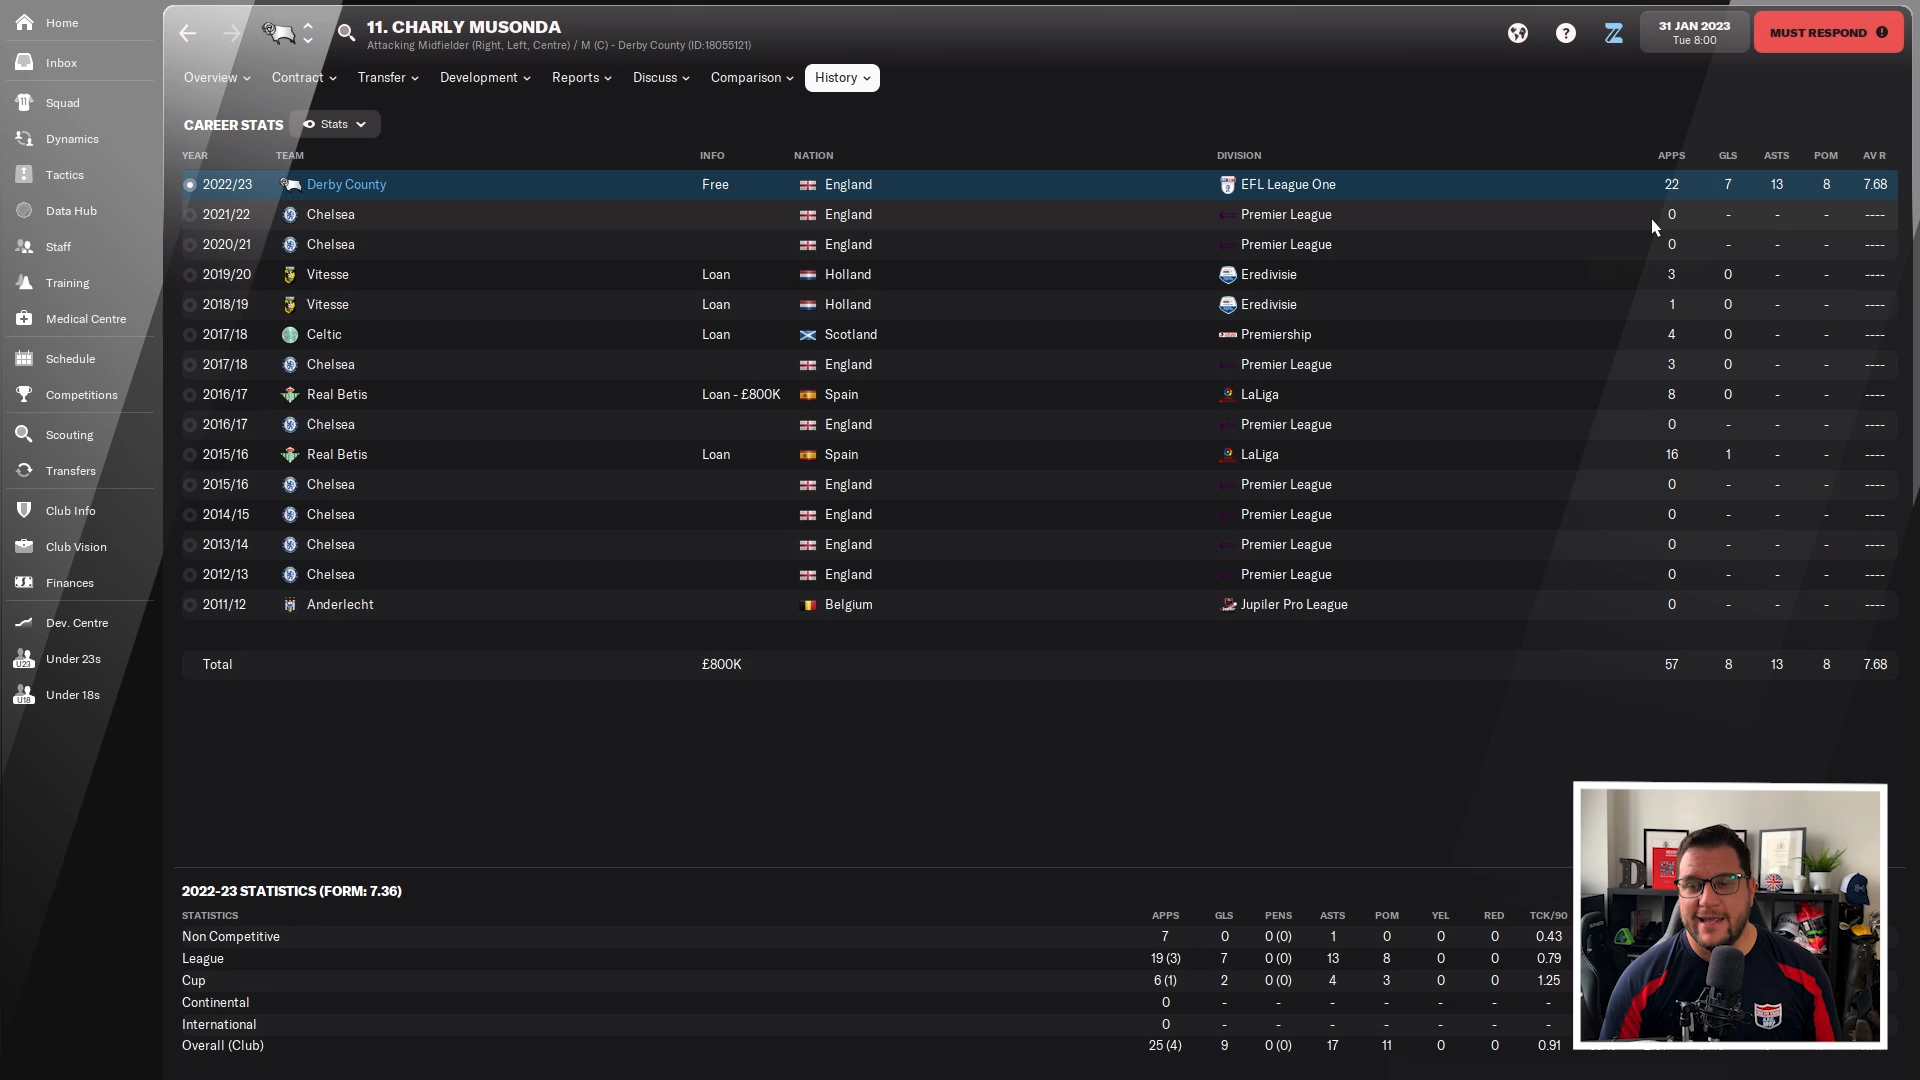 Home
Inbox
Squad
Dynamics
Tactics
Data Hub
Staff
Training
Medical Centre
Schedule
Competitions
Scouting
Transfers
Club Info
Club Vision
Finances
Dev. Centre
U23 Under 23s
U18 Under 18s
11. CHARLY MUSONDA
Attacking Midfielder (Right, Left, Centre) / M (C) - Derby County (ID:18055121)
31 JAN 2023
Tue 8:00
MUST RESPOND
Overview Contract Transfer Development Reports Discuss Comparison History
CAREER STATS Stats
YEAR TEAM INFO NATION DIVISION APPS GLS ASTS POM AV R
2022/23 Derby County Free England EFL League One 22 7 13 8 7.68
2021/22 Chelsea England Premier League 0 - - - ----
2020/21 Chelsea England Premier League 0 - - - ----
2019/20 Vitesse Loan Holland Eredivisie 3 0 - - ----
2018/19 Vitesse Loan Holland Eredivisie 1 0 - - ----
2017/18 Celtic Loan Scotland Premiership 4 0 - - ----
2017/18 Chelsea England Premier League 3 0 - - ----
2016/17 Real Betis Loan - £800K Spain LaLiga 8 0 - - ----
2016/17 Chelsea England Premier League 0 - - - ----
2015/16 Real Betis Loan Spain LaLiga 16 1 - - ----
2015/16 Chelsea England Premier League 0 - - - ----
2014/15 Chelsea England Premier League 0 - - - ----
2013/14 Chelsea England Premier League 0 - - - ----
2012/13 Chelsea England Premier League 0 - - - ----
2011/12 Anderlecht Belgium Jupiler Pro League 0 - - - ----
Total £800K 57 8 13 8 7.68
2022-23 STATISTICS (FORM: 7.36)
STATISTICS APPS GLS PENS ASTS POM YEL RED TCK/90
Non Competitive 7 0 0 (0) 1 0 0 0 0.43
League 19 (3) 7 0 (0) 13 8 0 0 0.79
Cup 6 (1) 2 0 (0) 4 3 0 0 1.25
Continental 0 - - - - - - -
International 0 - - - - - - -
Overall (Club) 25 (4) 9 0 (0) 17 11 0 0 0.91